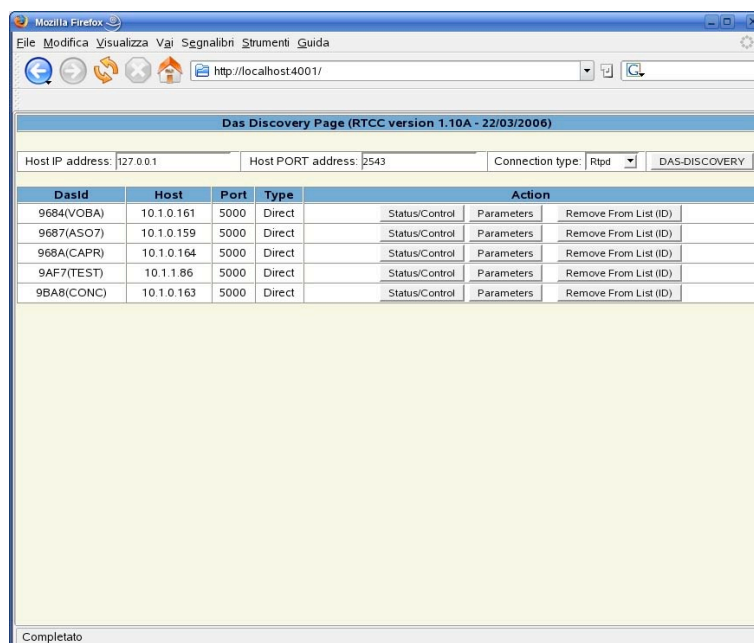 Mozilla Firefox
File Modifica Visualizza Vai Segnalibri Strumenti Guida
http://localhost:4001/
G
Das Discovery Page (RTCC version 1.10A - 22/03/2006)
Host IP address: 127.0.0.1 Host PORT address: 2543 Connection type: Rtpd DAS-DISCOVERY
DasId Host Port Type Action
9684(VOBA) 10.1.0.161 5000 Direct Status/Control Parameters Remove From List (ID)
9687(ASO7) 10.1.0.159 5000 Direct Status/Control Parameters Remove From List (ID)
968A(CAPR) 10.1.0.164 5000 Direct Status/Control Parameters Remove From List (ID)
9AF7(TEST) 10.1.1.86 5000 Direct Status/Control Parameters Remove From List (ID)
9BA8(CONC) 10.1.0.163 5000 Direct Status/Control Parameters Remove From List (ID)
Completato